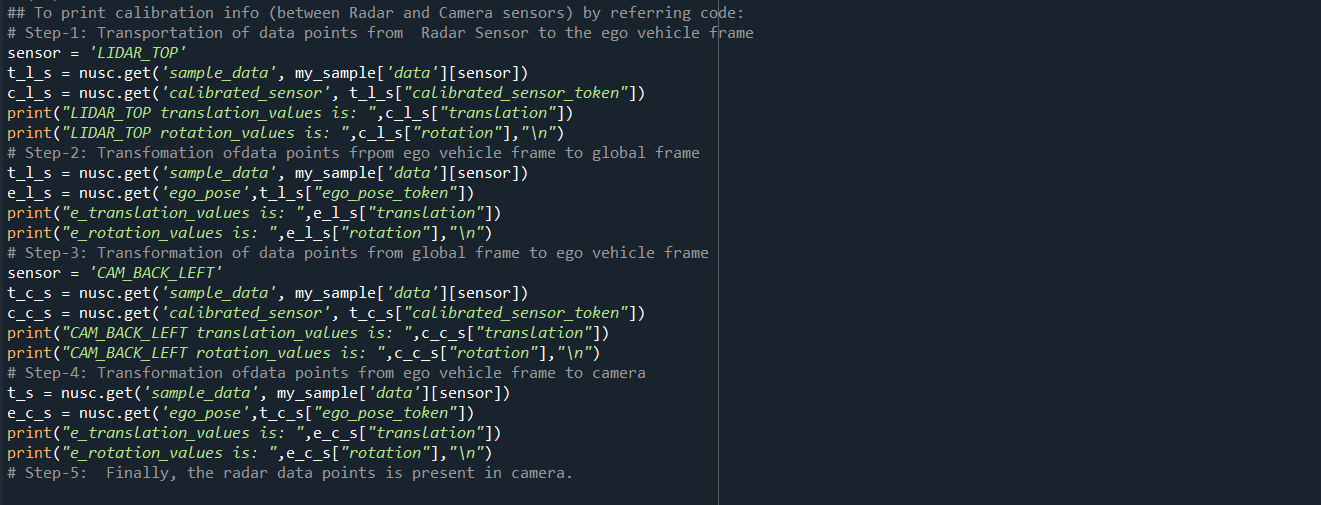 ## To print calibration info (between Radar and Camera sensors) by referring code:
# Step-1: Transportation of data points from  Radar Sensor to the ego vehicle frame
sensor = 'LIDAR_TOP'
t_l_s = nusc.get('sample_data', my_sample['data'][sensor])
c_l_s = nusc.get('calibrated_sensor', t_l_s["calibrated_sensor_token"])
print("LIDAR_TOP translation_values is: ",c_l_s["translation"])
print("LIDAR_TOP rotation_values is: ",c_l_s["rotation"],"\n")
# Step-2: Transfomation ofdata points frpom ego vehicle frame to global frame
t_l_s = nusc.get('sample_data', my_sample['data'][sensor])
e_l_s = nusc.get('ego_pose',t_l_s["ego_pose_token"])
print("e_translation_values is: ",e_l_s["translation"])
print("e_rotation_values is: ",e_l_s["rotation"],"\n")
# Step-3: Transformation of data points from global frame to ego vehicle frame
sensor = 'CAM_BACK_LEFT'
t_c_s = nusc.get('sample_data', my_sample['data'][sensor])
c_c_s = nusc.get('calibrated_sensor', t_c_s["calibrated_sensor_token"])
print("CAM_BACK_LEFT translation_values is: ",c_c_s["translation"])
print("CAM_BACK_LEFT rotation_values is: ",c_c_s["rotation"],"\n")
# Step-4: Transformation ofdata points from ego vehicle frame to camera
t_s = nusc.get('sample_data', my_sample['data'][sensor])
e_c_s = nusc.get('ego_pose',t_c_s["ego_pose_token"])
print("e_translation_values is: ",e_c_s["translation"])
print("e_rotation_values is: ",e_c_s["rotation"],"\n")
# Step-5:  Finally, the radar data points is present in camera.